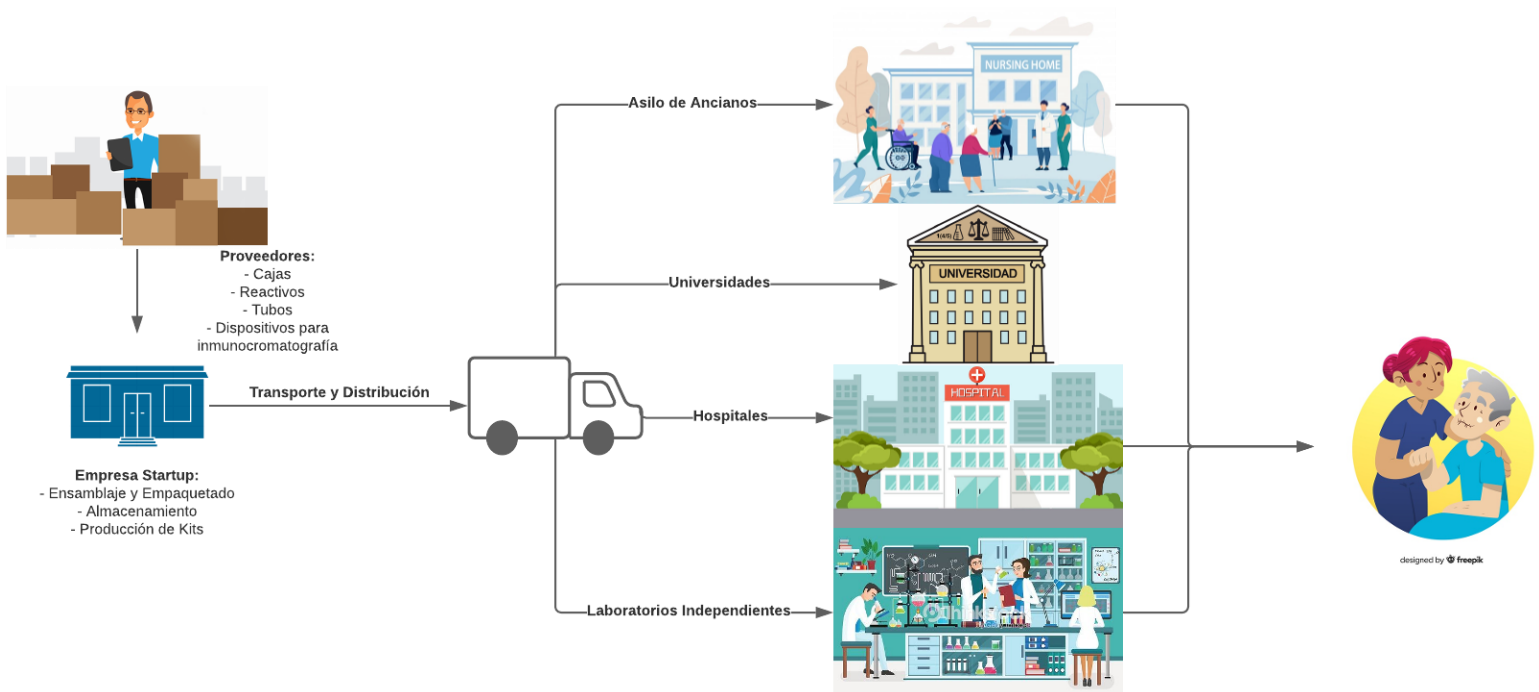 NURSING HOME
Asilo de Ancianos
Proveedores:
- Cajas
- Reactivos
- Tubos
- Dispositivos para
inmunocromatografía
UNIVERSIDAD
Universidades
Transporte y Distribución
HOSPITAL
Hospitales
Empresa Startup:
- Ensamblaje y Empaquetado
- Almacenamiento
- Producción de Kits
Laboratorios Independientes
designed by freepik